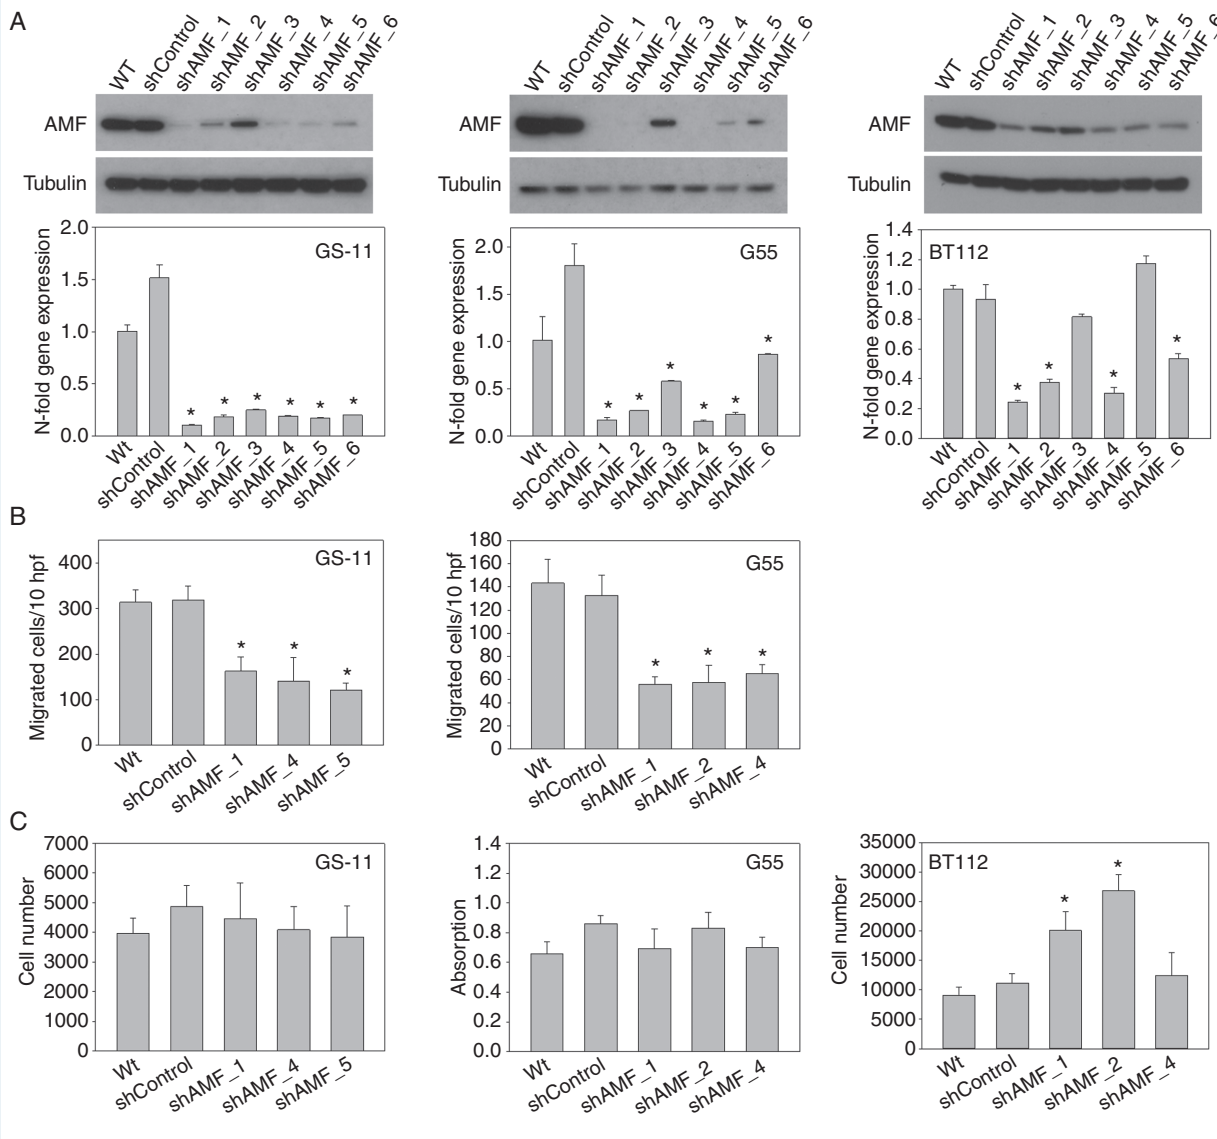 A
WT shControl shAMF_1 shAMF_2 shAMF_3 shAMF_4 shAMF_5 shAMF_6
AMF
Tubulin
WT shControl shAMF_1 shAMF_2 shAMF_3 shAMF_4 shAMF_5 shAMF_6
AMF
Tubulin
WT shControl shAMF_1 shAMF_2 shAMF_3 shAMF_4 shAMF_5 shAMF_6
AMF
Tubulin
N-fold gene expression
2.0
1.5
1.0
0.5
0.0
GS-11
* * * * * *
Wt shControl shAMF_1 shAMF_2 shAMF_3 shAMF_4 shAMF_5 shAMF_6
N-fold gene expression
2.0
1.5
1.0
0.5
0.0
G55
* * * * * *
Wt shControl shAMF_1 shAMF_2 shAMF_3 shAMF_4 shAMF_5 shAMF_6
N-fold gene expression
1.4
1.2
1.0
0.8
0.6
0.4
0.2
0.0
BT112
* * * *
Wt shControl shAMF_1 shAMF_2 shAMF_3 shAMF_4 shAMF_5 shAMF_6
B
Migrated cells/10 hpf
400
300
200
100
0
GS-11
* * *
Wt shControl shAMF_1 shAMF_4 shAMF_5
Migrated cells/10 hpf
180
160
140
120
100
80
60
40
20
0
G55
* * *
Wt shControl shAMF_1 shAMF_2 shAMF_4
C
Cell number
7000
6000
5000
4000
3000
2000
1000
0
GS-11
Wt shControl shAMF_1 shAMF_4 shAMF_5
Absorption
1.4
1.2
1.0
0.8
0.6
0.4
0.2
0.0
G55
Wt shControl shAMF_1 shAMF_2 shAMF_4
Cell number
35000
30000
25000
20000
15000
10000
5000
0
BT112
* *
Wt shControl shAMF_1 shAMF_2 shAMF_4